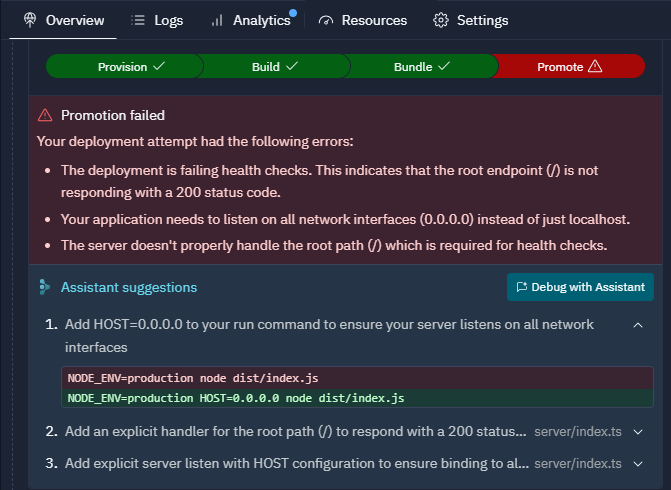 Overview Logs Analytics Resources Settings
Provision Build Bundle Promote
Promotion failed
Your deployment attempt had the following errors:
• The deployment is failing health checks. This indicates that the root endpoint (/) is not
responding with a 200 status code.
• Your application needs to listen on all network interfaces (0.0.0.0) instead of just localhost.
• The server doesn't properly handle the root path (/) which is required for health checks.
Assistant suggestions Debug with Assistant
1. Add HOST=0.0.0.0 to your run command to ensure your server listens on all network
interfaces
NODE_ENV=production node dist/index.js
NODE_ENV=production HOST=0.0.0.0 node dist/index.js
2. Add an explicit handler for the root path (/) to respond with a 200 status... server/index.ts
3. Add explicit server listen with HOST configuration to ensure binding to al... server/index.ts